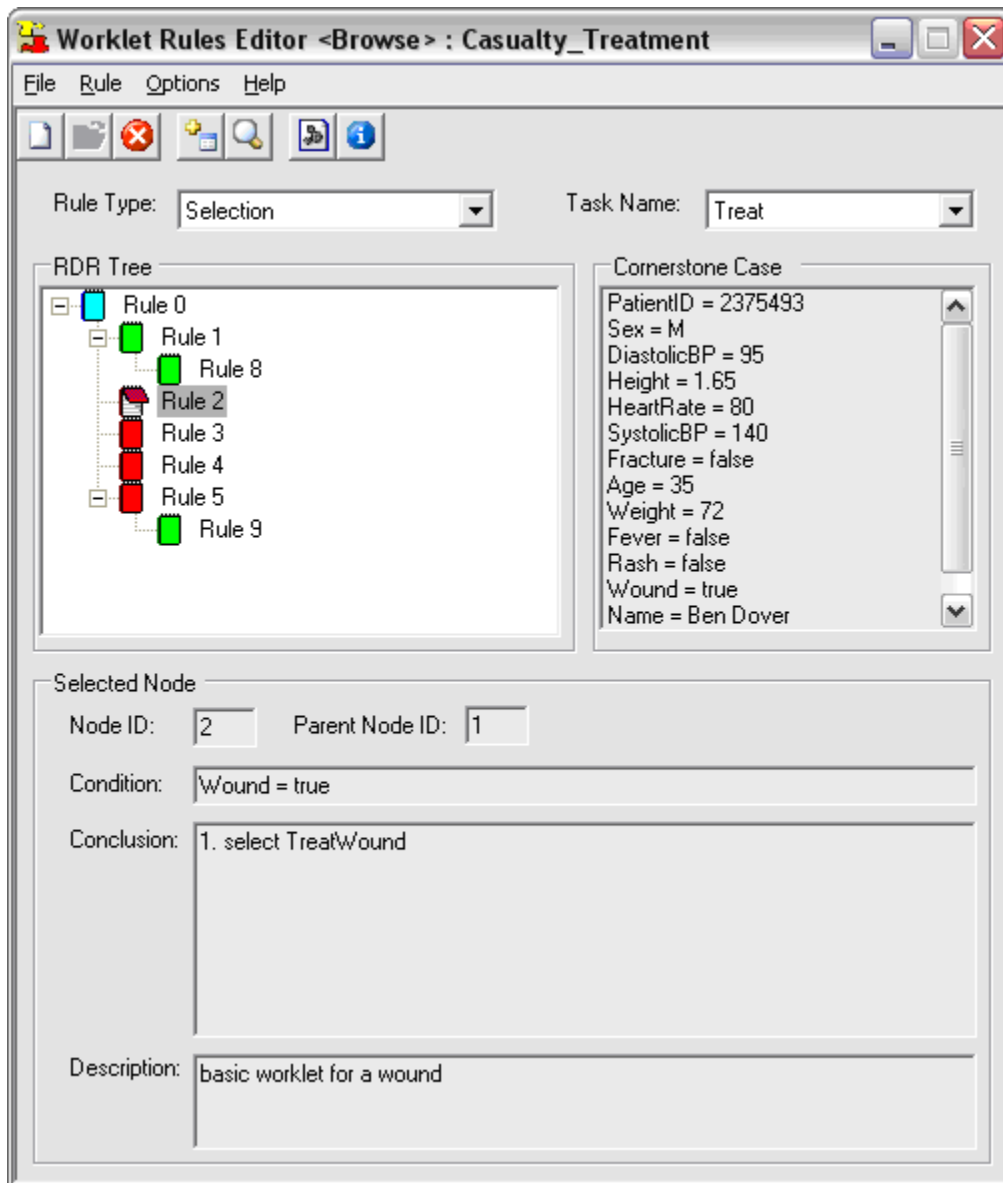 Worklet Rules Editor <Browse> : Casualty_Treatment
File Rule Options Help
Rule Type: Selection Task Name: Treat
RDR Tree
Rule 0
Rule 1
Rule 8
Rule 2
Rule 3
Rule 4
Rule 5
Rule 9
Cornerstone Case
PatientID = 2375493
Sex = M
DiastolicBP = 95
Height = 1.65
HeartRate = 80
SystolicBP = 140
Fracture = false
Age = 35
Weight = 72
Fever = false
Rash = false
Wound = true
Name = Ben Dover
Selected Node
Node ID: 2 Parent Node ID: 1
Condition: Wound = true
Conclusion: 1. select TreatWound
Description: basic worklet for a wound